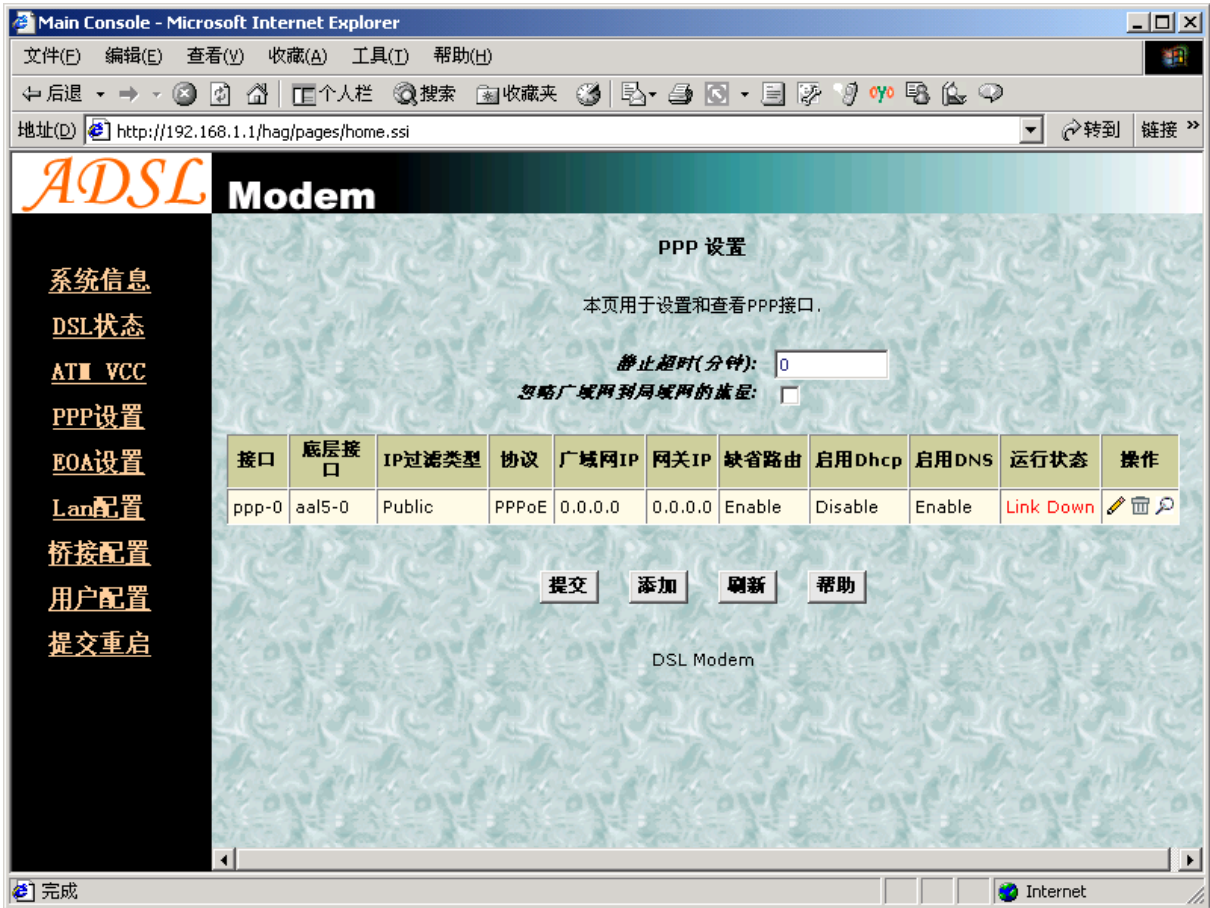 Main Console - Microsoft Internet Explorer
文件(F) 编辑(E) 查看(V) 收藏(A) 工具(T) 帮助(H)
后退 个人栏 搜索 收藏夹
地址(D) http://192.168.1.1/hag/pages/home.ssi 转到 链接 »
ADSL Modem
系统信息
DSL状态
ATM VCC
PPP设置
EOA设置
Lan配置
桥接配置
用户配置
提交重启
PPP 设置
本页用于设置和查看PPP接口.
静止超时(分钟): 0
忽略广域网到局域网的流量:
接口 底层接口 IP过滤类型 协议 广域网IP 网关IP 缺省路由 启用Dhcp 启用DNS 运行状态 操作
ppp-0 aal5-0 Public PPPoE 0.0.0.0 0.0.0.0 Enable Disable Enable Link Down
提交 添加 刷新 帮助
DSL Modem
完成 Internet